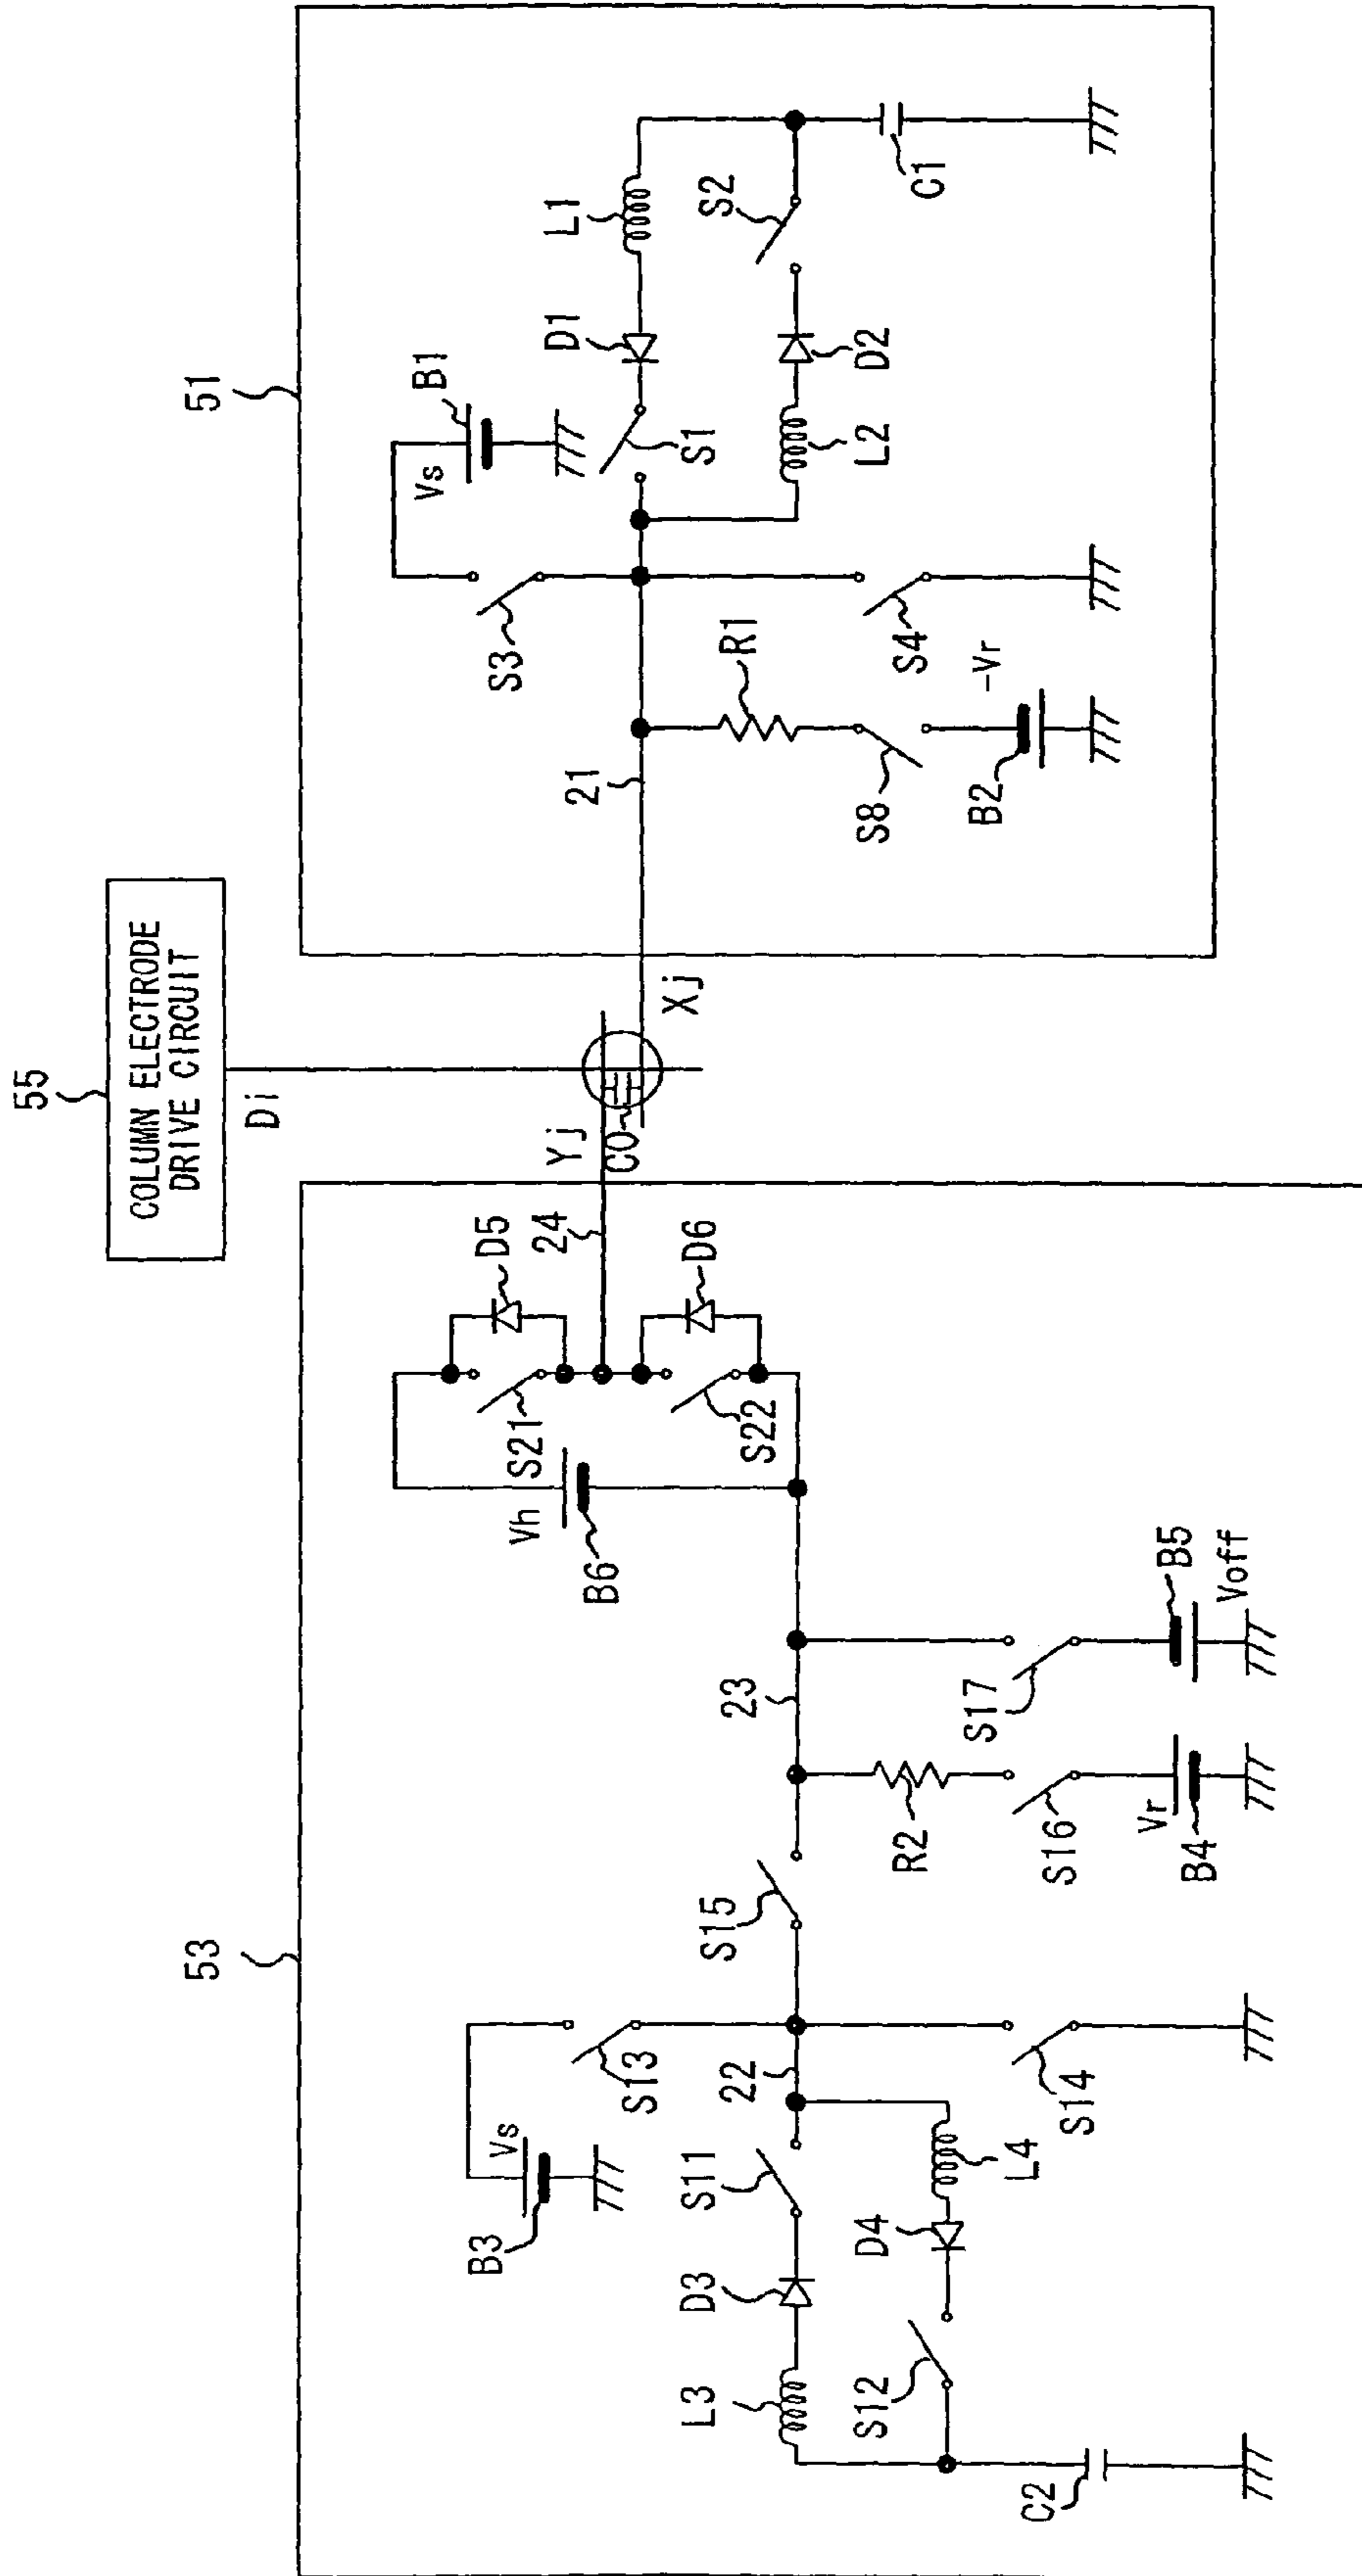 55
COLUMN ELECTRODE
DRIVE CIRCUIT
Di
53
51
B3
Vs
S13
L3
D3
S11
22
S15
23
S12
D4
L4
C2
S14
R2
S16
Vr
B4
S17
B5
Voff
Vh
B6
S21
D5
24
S22
D6
Yj
C0
Xj
21
S3
Vs
B1
S1
D1
L1
R1
S8
B2
-Vr
S4
L2
D2
S2
C1